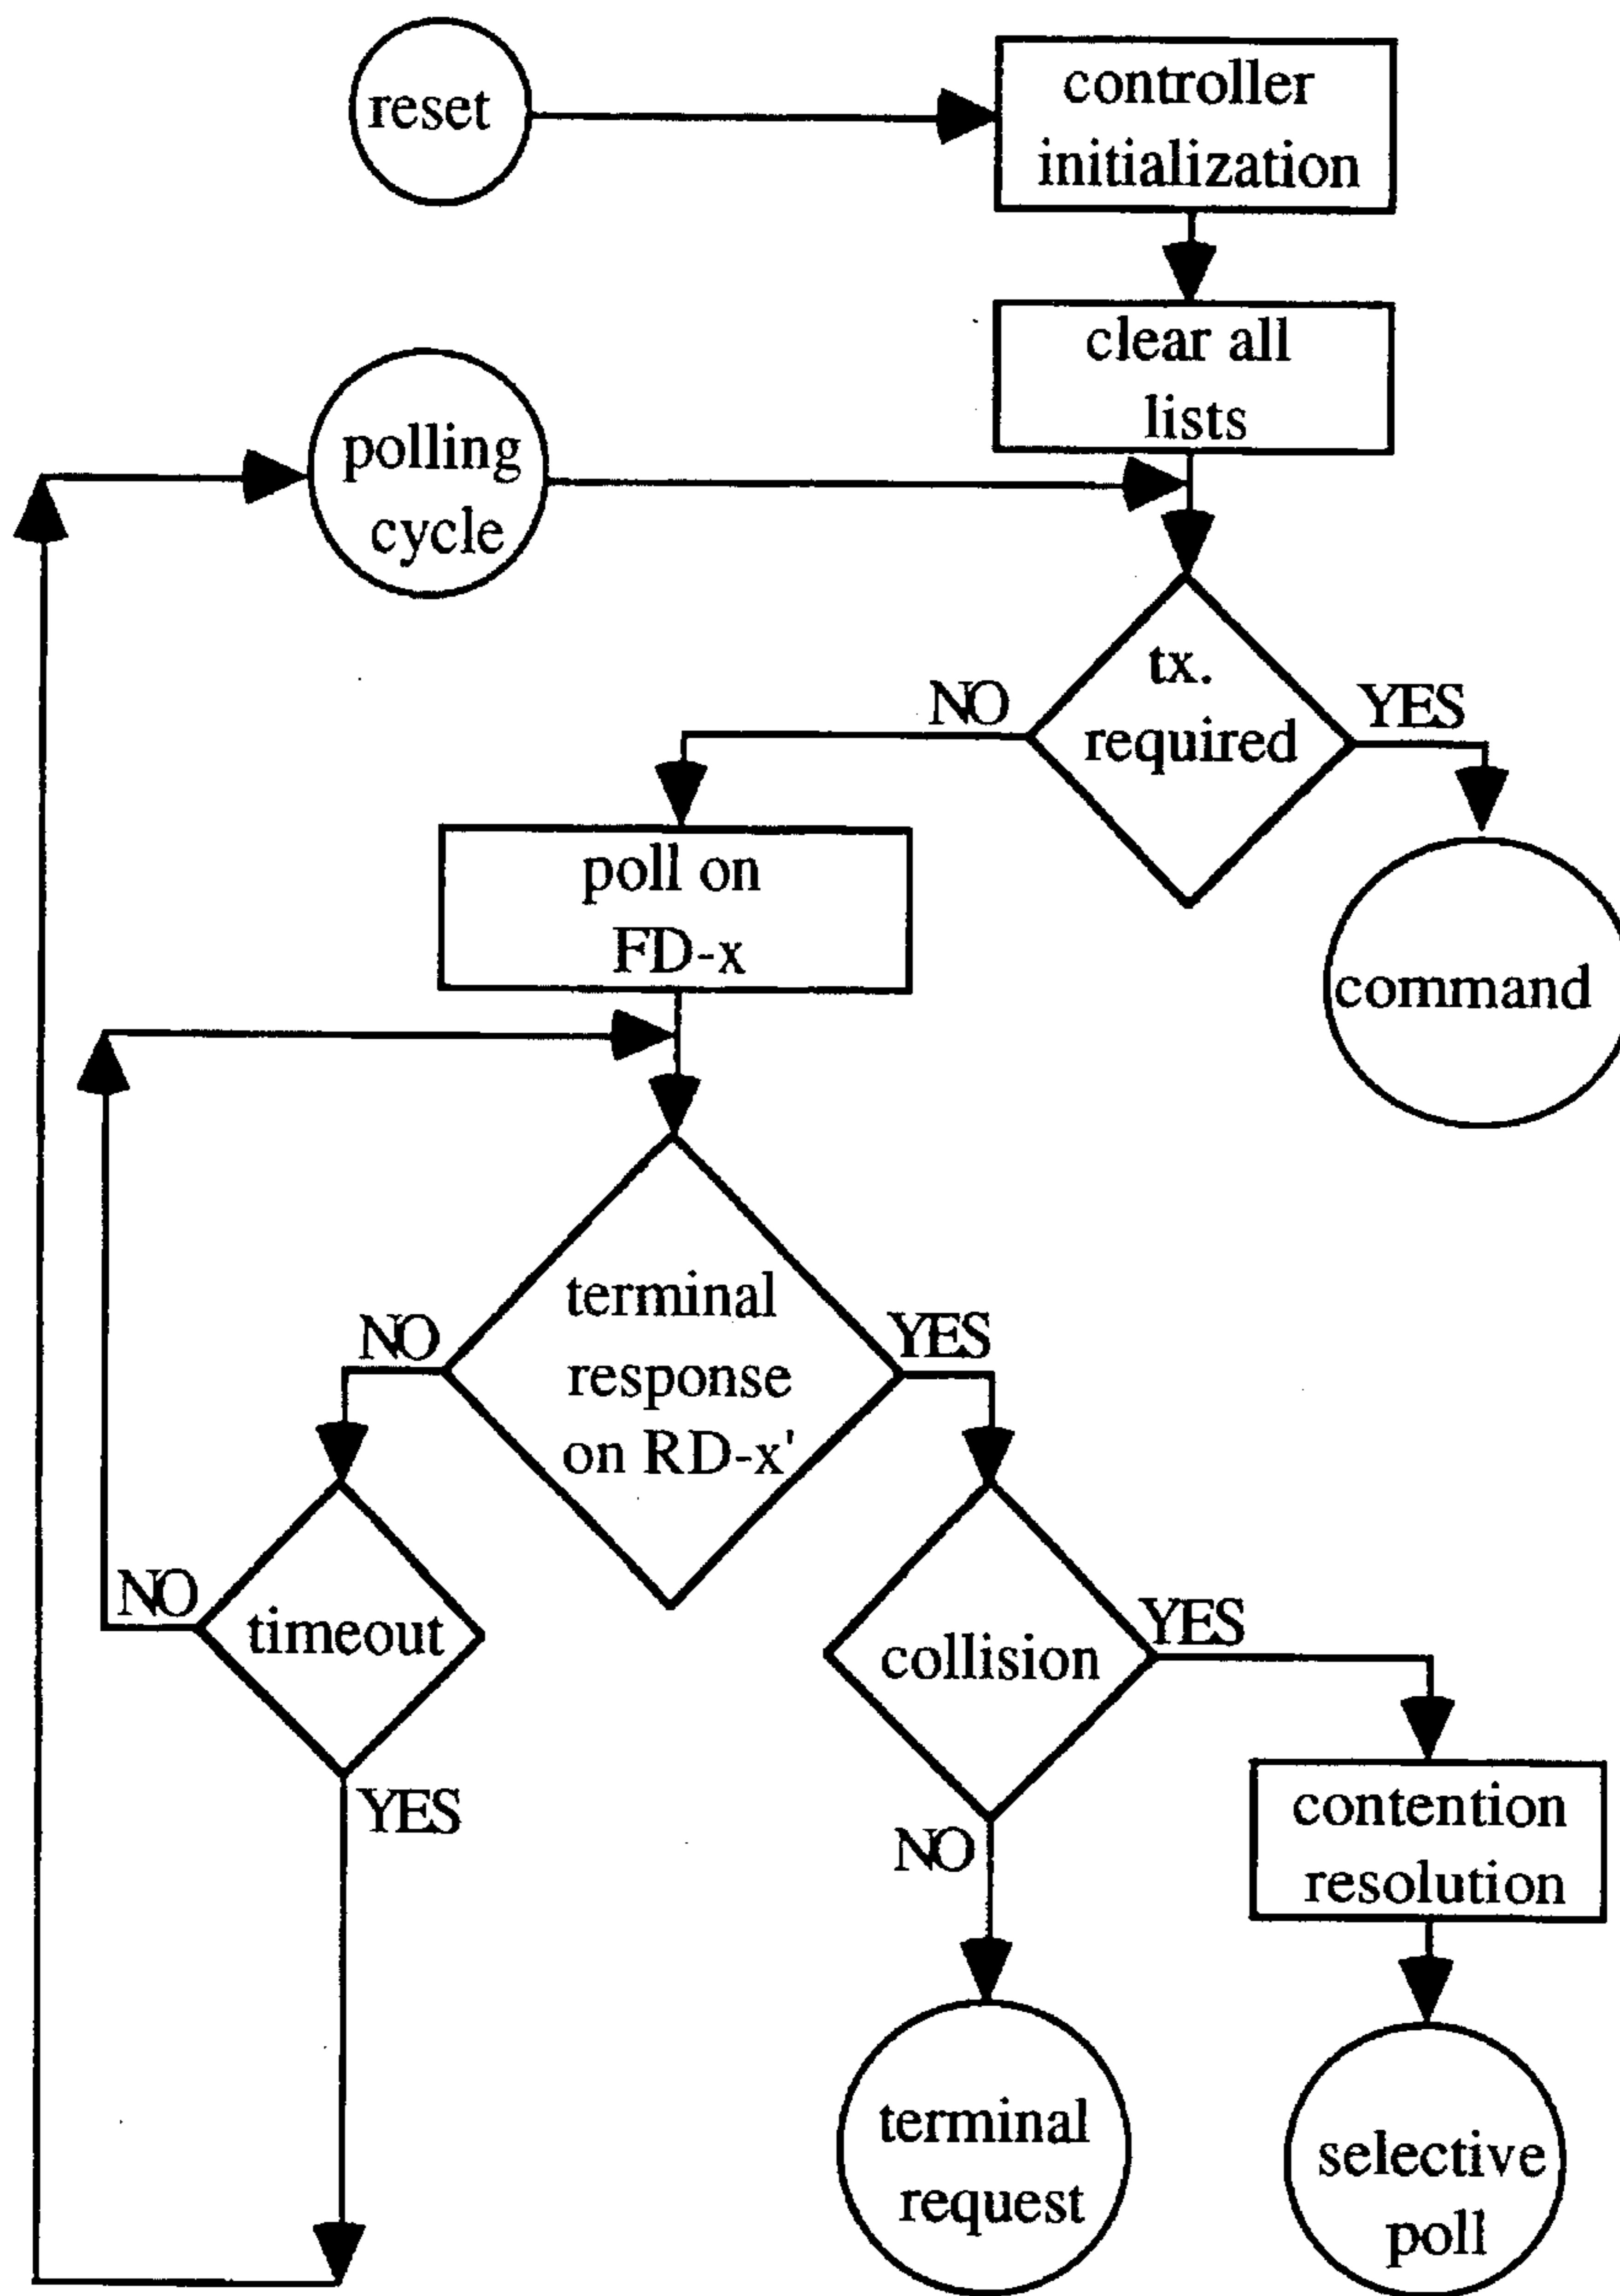 reset
controller
initialization
clear all
lists
polling
cycle
tx.
required
NO
YES
poll on
FD-x
command
terminal
response
on RD-x'
NO
YES
timeout
NO
YES
collision
YES
NO
contention
resolution
terminal
request
selective
poll